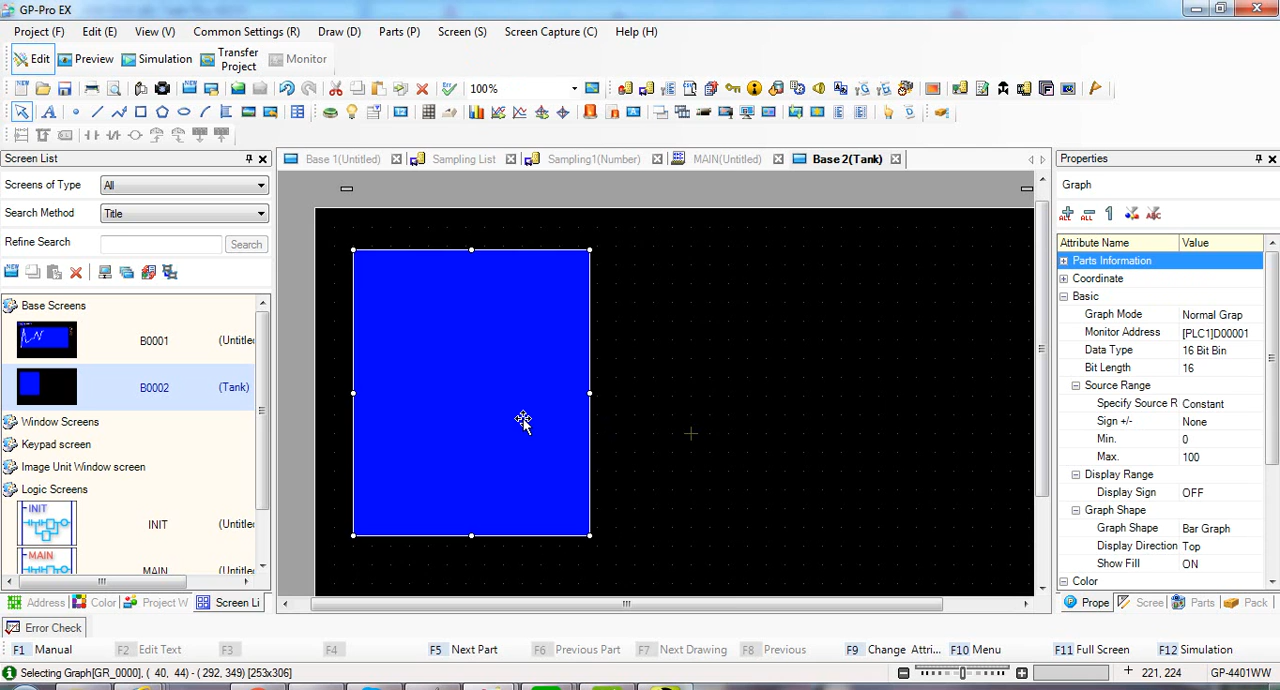 GP-Pro EX
Project (F) Edit (E) View (V) Common Settings (R) Draw (D) Parts (P) Screen (S) Screen Capture (C) Help (H)
Edit Preview Simulation Transfer Project Monitor
100%
Screen List
Base 1(Untitled) Sampling List Sampling1(Number) MAIN(Untitled) Base 2(Tank)
Properties
Screens of Type All
Graph
Search Method Title
Refine Search Search
Attribute Name Value
Parts Information
Coordinate
Basic
Graph Mode Normal Grap
Monitor Address [PLC1]D00001
Data Type 16 Bit Bin
Bit Length 16
Source Range
Specify Source R Constant
Sign +/- None
Min. 0
Max. 100
Display Range
Display Sign OFF
Graph Shape
Graph Shape Bar Graph
Display Direction Top
Show Fill ON
Color
Base Screens
B0001 (Untitle
B0002 (Tank)
Window Screens
Keypad screen
Image Unit Window screen
Logic Screens
INIT INIT (Untitle
MAIN MAIN (Untitle
Address Color Project W Screen Li
Prope Scree Parts Pack
Error Check
F1 Manual F2 Edit Text F3 F4 F5 Next Part F6 Previous Part F7 Next Drawing F8 Previous F9 Change Attri... F10 Menu F11 Full Screen F12 Simulation
Selecting Graph[GR_0000], ( 40, 44) - ( 292, 349) [253x306] 221, 224 GP-4401WW